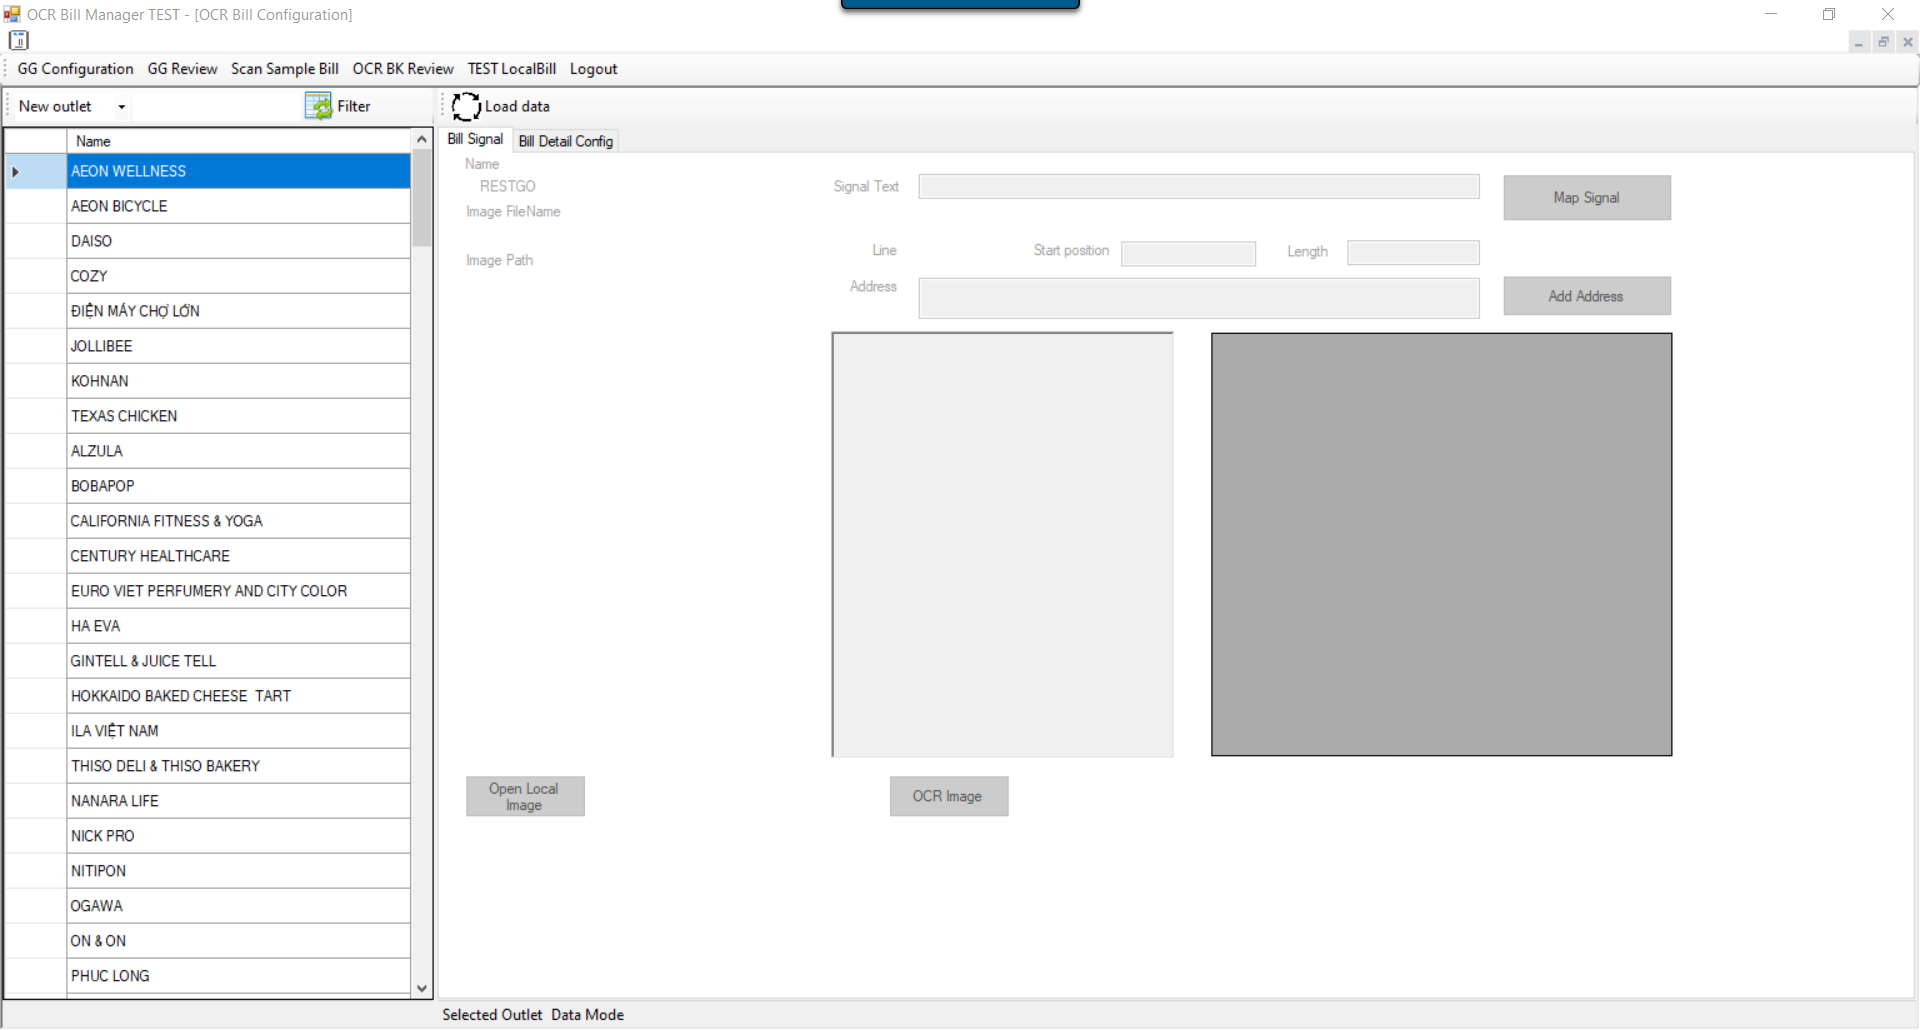 OCR Bill Manager TEST - [OCR Bill Configuration]
GG Configuration GG Review Scan Sample Bill OCR BK Review TEST LocalBill Logout
New outlet Filter Load data
Name
AEON WELLNESS
AEON BICYCLE
DAISO
COZY
ĐIỆN MÁY CHỢ LỚN
JOLLIBEE
KOHNAN
TEXAS CHICKEN
ALZULA
BOBAPOP
CALIFORNIA FITNESS & YOGA
CENTURY HEALTHCARE
EURO VIET PERFUMERY AND CITY COLOR
HA EVA
GINTELL & JUICE TELL
HOKKAIDO BAKED CHEESE  TART
ILA VIỆT NAM
THISO DELI & THISO BAKERY
NANARA LIFE
NICK PRO
NITIPON
OGAWA
ON & ON
PHUC LONG
Bill Signal Bill Detail Config
Name
RESTGO
Image FileName
Image Path
Signal Text
Map Signal
Line Start position Length
Address
Add Address
Open Local
Image
OCR Image
Selected Outlet Data Mode